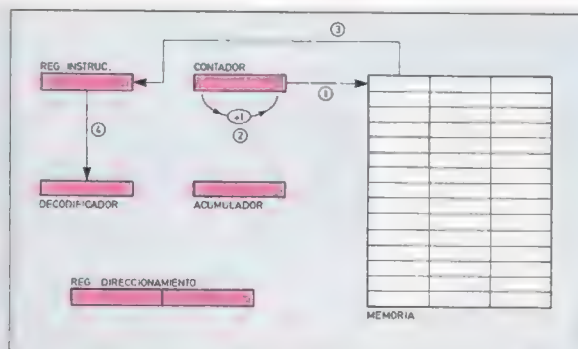 ③
REG INSTRUC.
CONTADOR
①
+1
②
④
DECODIFICADOR
ACUMULADOR
REG DIRECCIONAMIENTO
MEMORIA